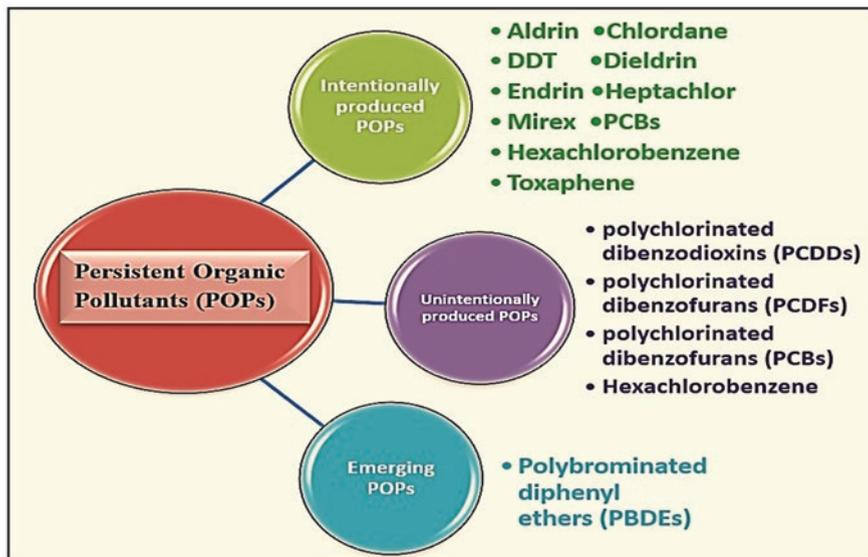 Persistent Organic
Pollutants (POPs)
Intentionally
produced
POPs
• Aldrin • Chlordane
• DDT • Dieldrin
• Endrin • Heptachlor
• Mirex • PCBs
• Hexachlorobenzene
• Toxaphene
Unintentionally
produced POPs
• polychlorinated
dibenzodioxins (PCDDs)
• polychlorinated
dibenzofurans (PCDFs)
• polychlorinated
dibenzofurans (PCBs)
• Hexachlorobenzene
Emerging
POPs
• Polybrominated
diphenyl
ethers (PBDEs)